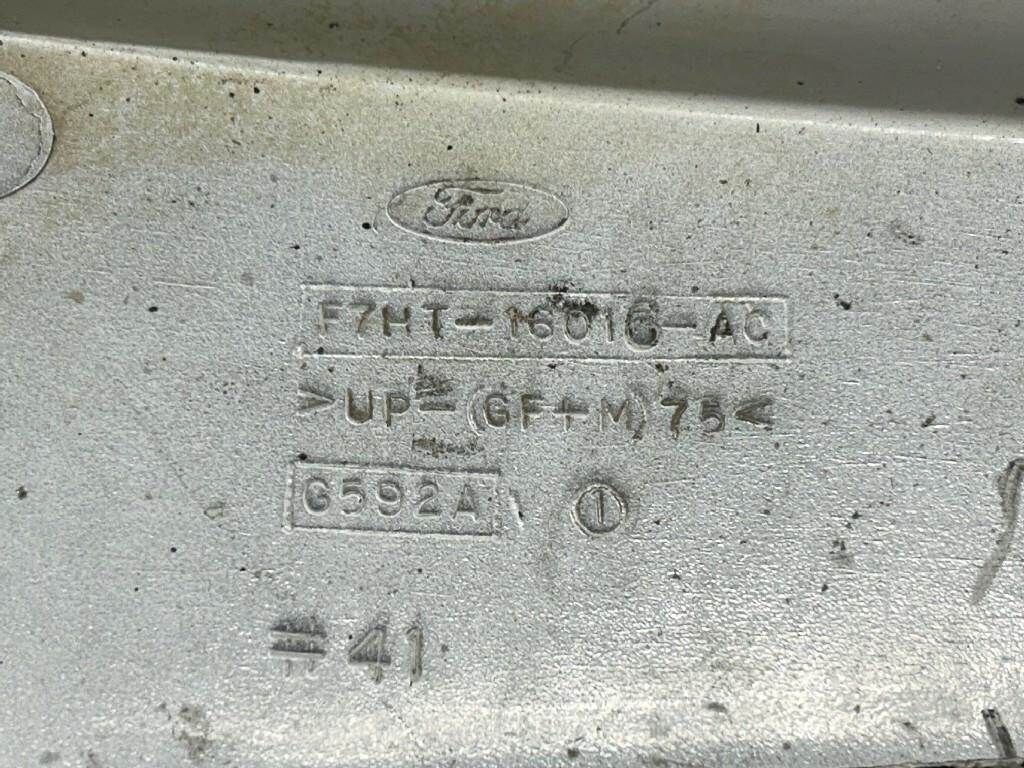 Ford
F7HT-16016-AC
>UP-(GF+M)75<
G592A 1
#41